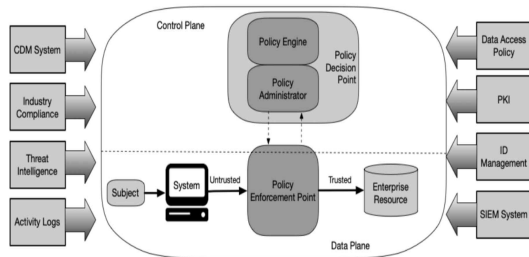 Control Plane
CDM System
Industry
Compliance
Threat
Intelligence
Activity Logs
Policy Engine
Policy
Administrator
Policy
Decision
Point
Subject
System
Untrusted
Policy
Enforcement Point
Trusted
Enterprise
Resource
Data Plane
Data Access
Policy
PKI
ID
Management
SIEM System